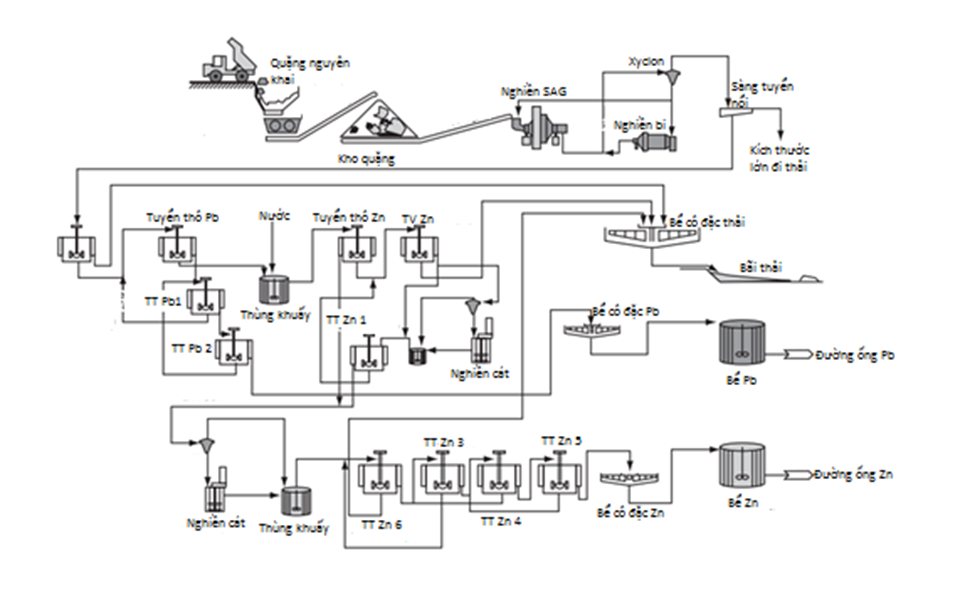 Quặng nguyên
khai
Xyclon
Nghiền SAG
Sàng tuyển
nổi
Nghiền bi
Kích thước
lớn đi thải
Kho quặng
Tuyển thô Pb
Nước
Tuyển thô Zn
TV Zn
Bể cô đặc thải
Bãi thải
TT Pb1
Thùng khuấy
TT Zn 1
TT Pb 2
Nghiền cát
Bể cô đặc Pb
Đường ống Pb
Bể Pb
TT Zn 3
TT Zn 5
Đường ống Zn
Nghiền cát
Thùng khuấy
TT Zn 6
TT Zn 4
Bể cô đặc Zn
Bể Zn